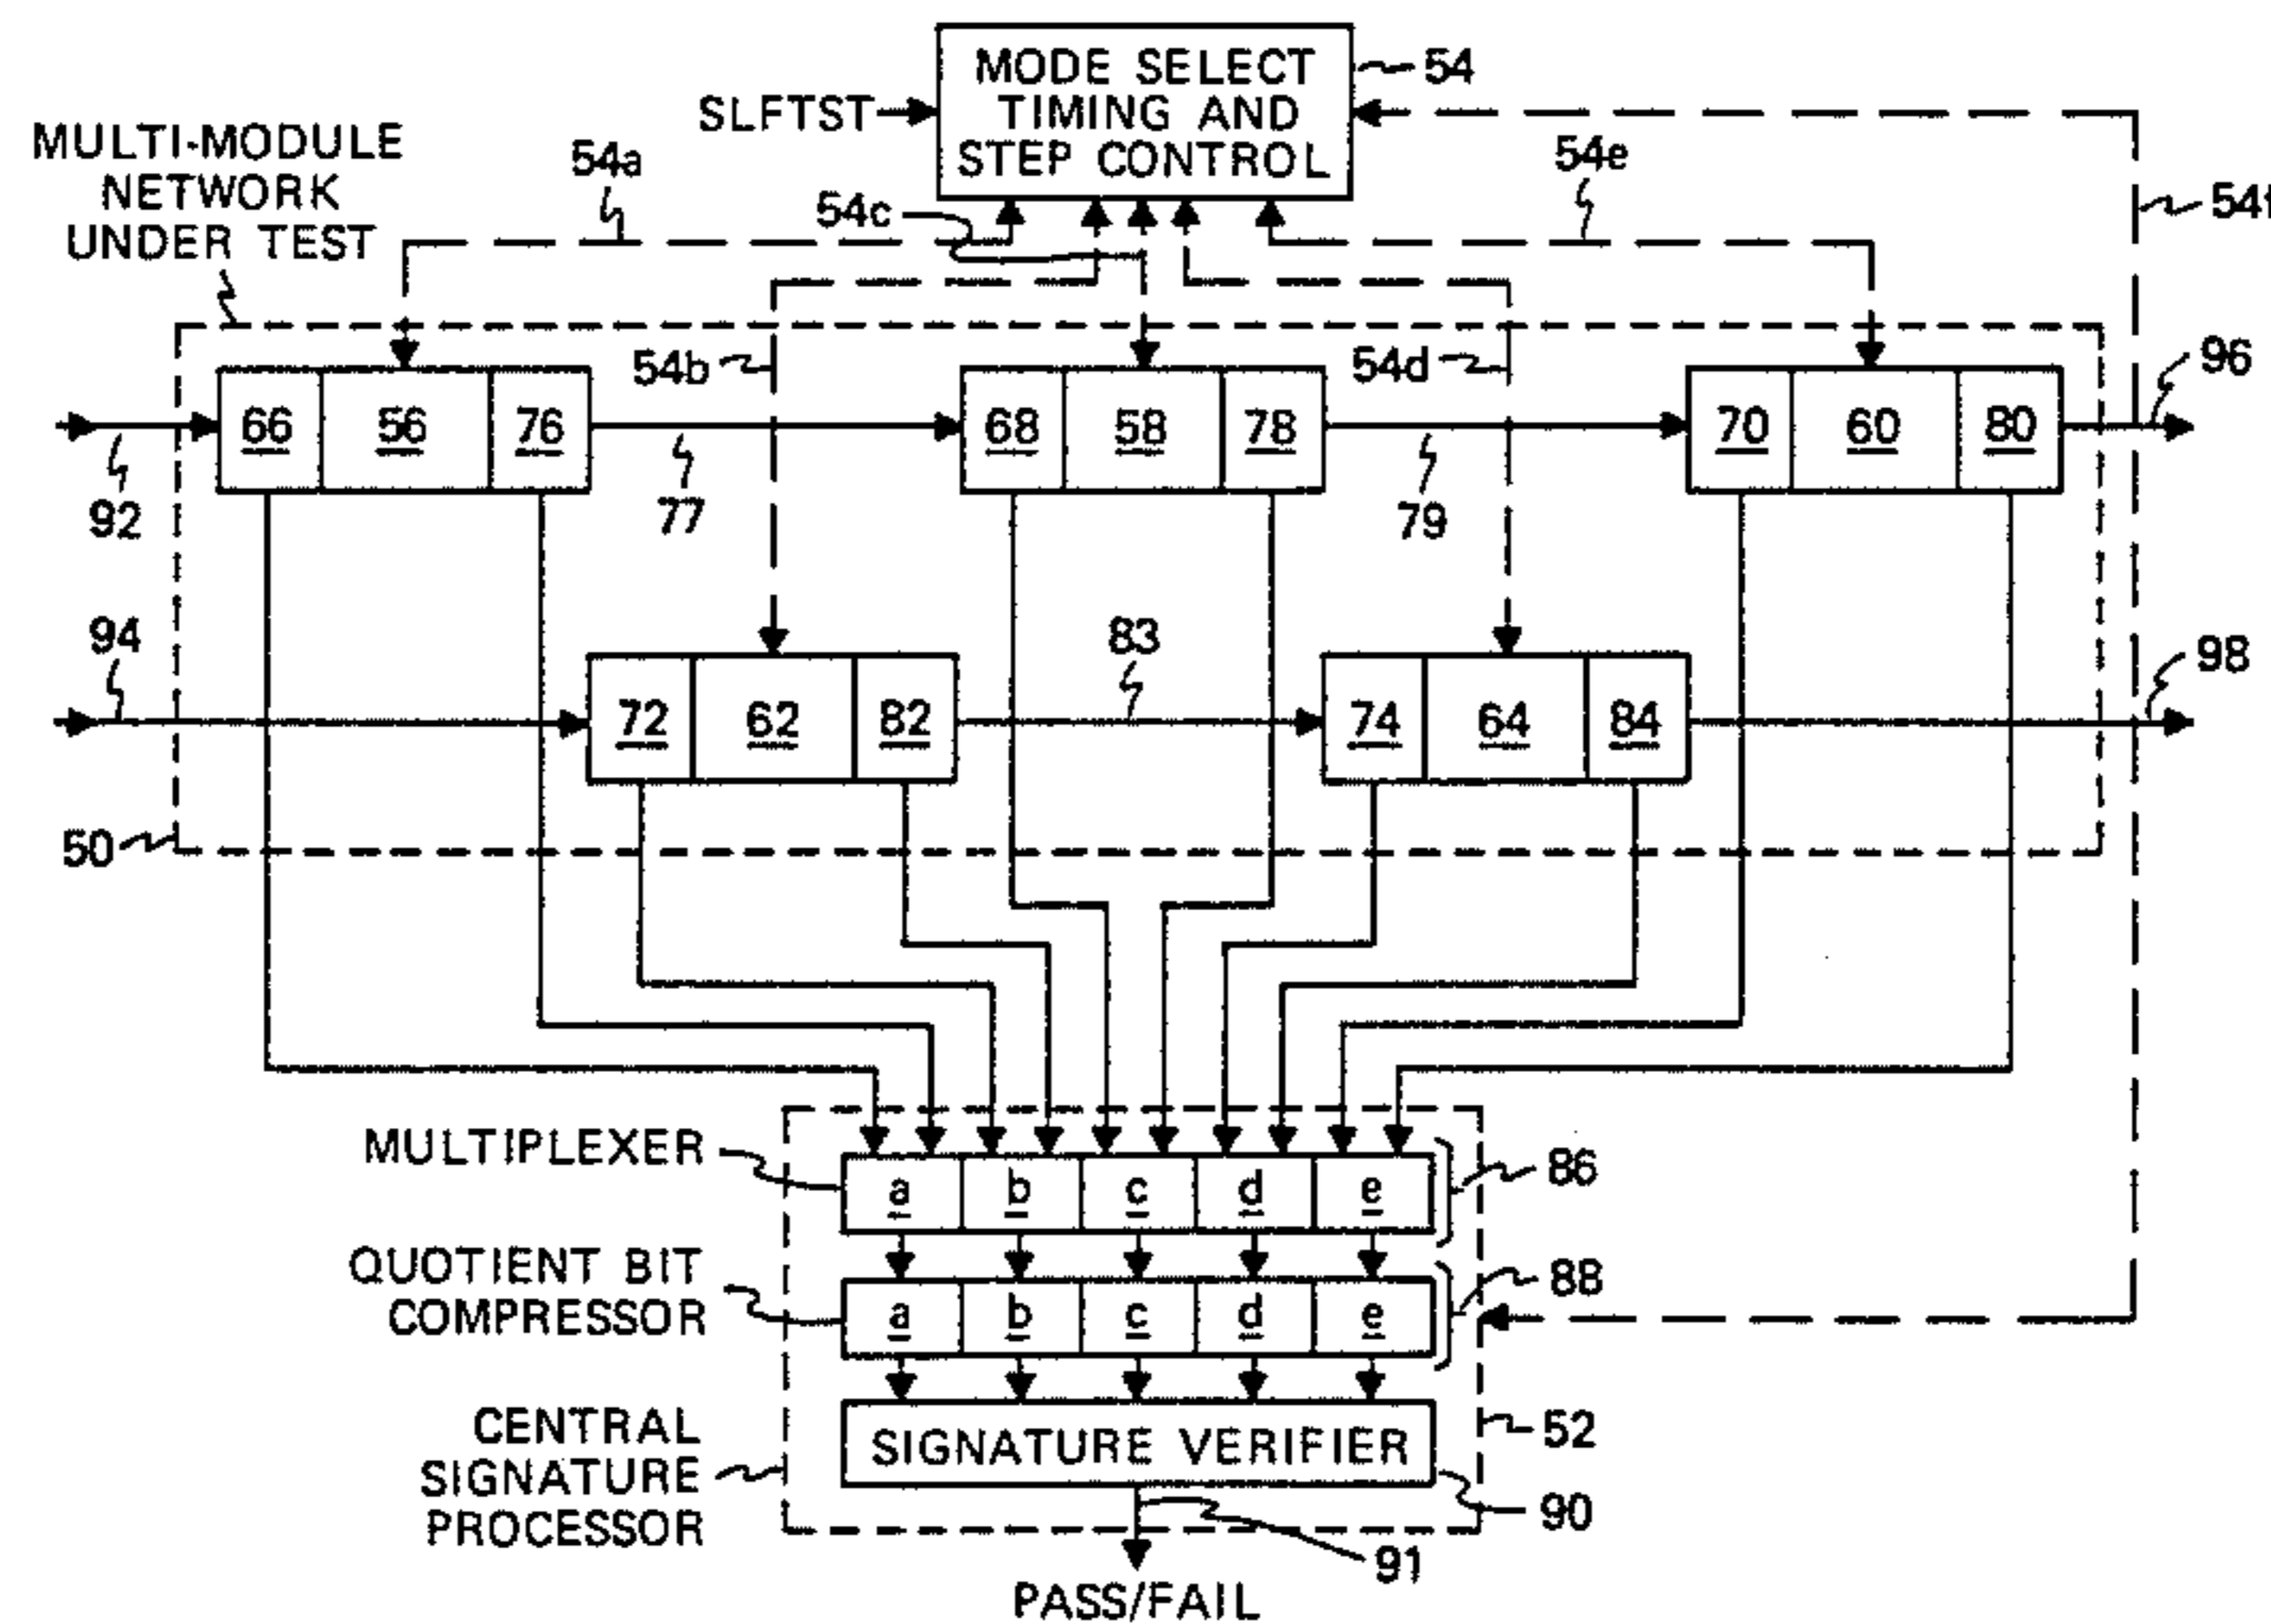 MODE SELECT
TIMING AND
STEP CONTROL
54
SLFTST
MULTI-MODULE
NETWORK
UNDER TEST
54a
54c
54e
54f
54b
54d
96
66
56
76
68
58
78
70
60
80
92
77
79
94
83
98
72
62
82
74
64
84
50
MULTIPLEXER
a
b
c
d
e
86
QUOTIENT BIT
COMPRESSOR
a
b
c
d
e
88
CENTRAL
SIGNATURE
PROCESSOR
SIGNATURE VERIFIER
52
90
91
PASS/FAIL